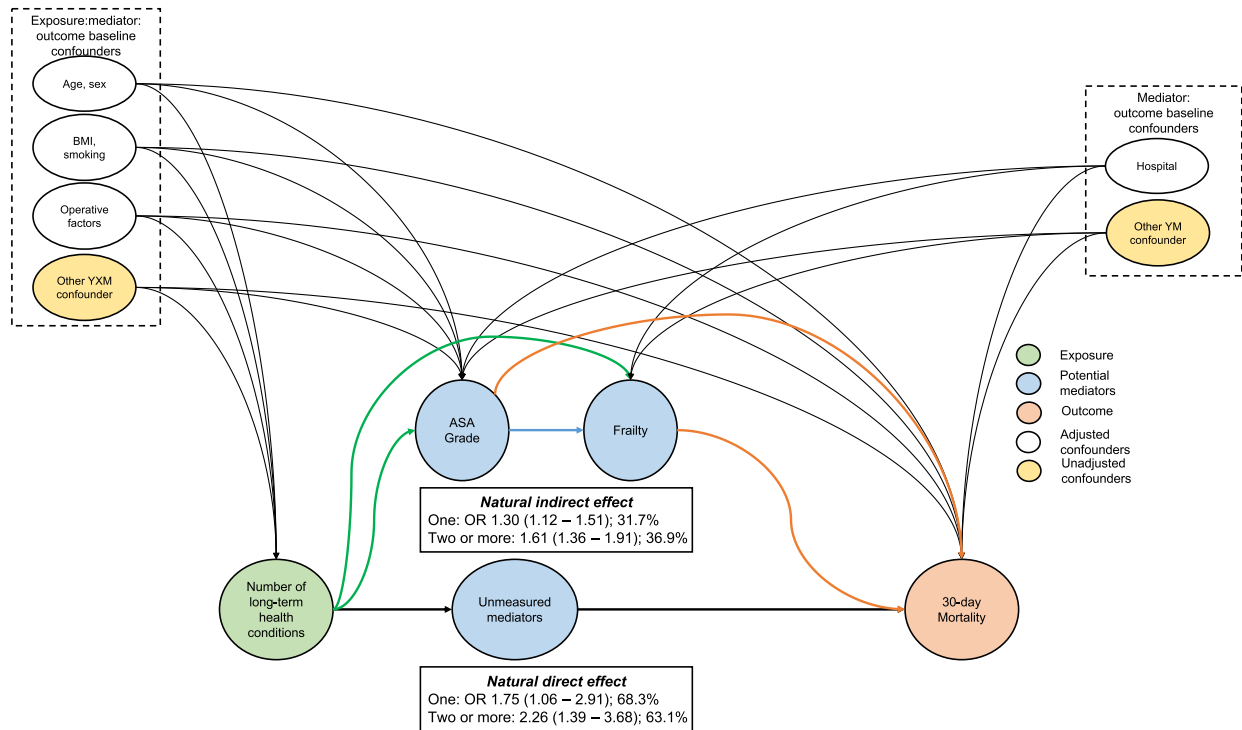 Exposure:mediator:
outcome baseline
confounders
Age, sex
BMI,
smoking
Operative
factors
Other YXM
confounder
Mediator:
outcome baseline
confounders
Hospital
Other YM
confounder
Exposure
Potential
mediators
Outcome
Adjusted
confounders
Unadjusted
confounders
ASA
Grade
Frailty
Natural indirect effect
One: OR 1.30 (1.12 – 1.51); 31.7%
Two or more: 1.61 (1.36 – 1.91); 36.9%
Number of
long-term
health
conditions
Unmeasured
mediators
30-day
Mortality
Natural direct effect
One: OR 1.75 (1.06 – 2.91); 68.3%
Two or more: 2.26 (1.39 – 3.68); 63.1%